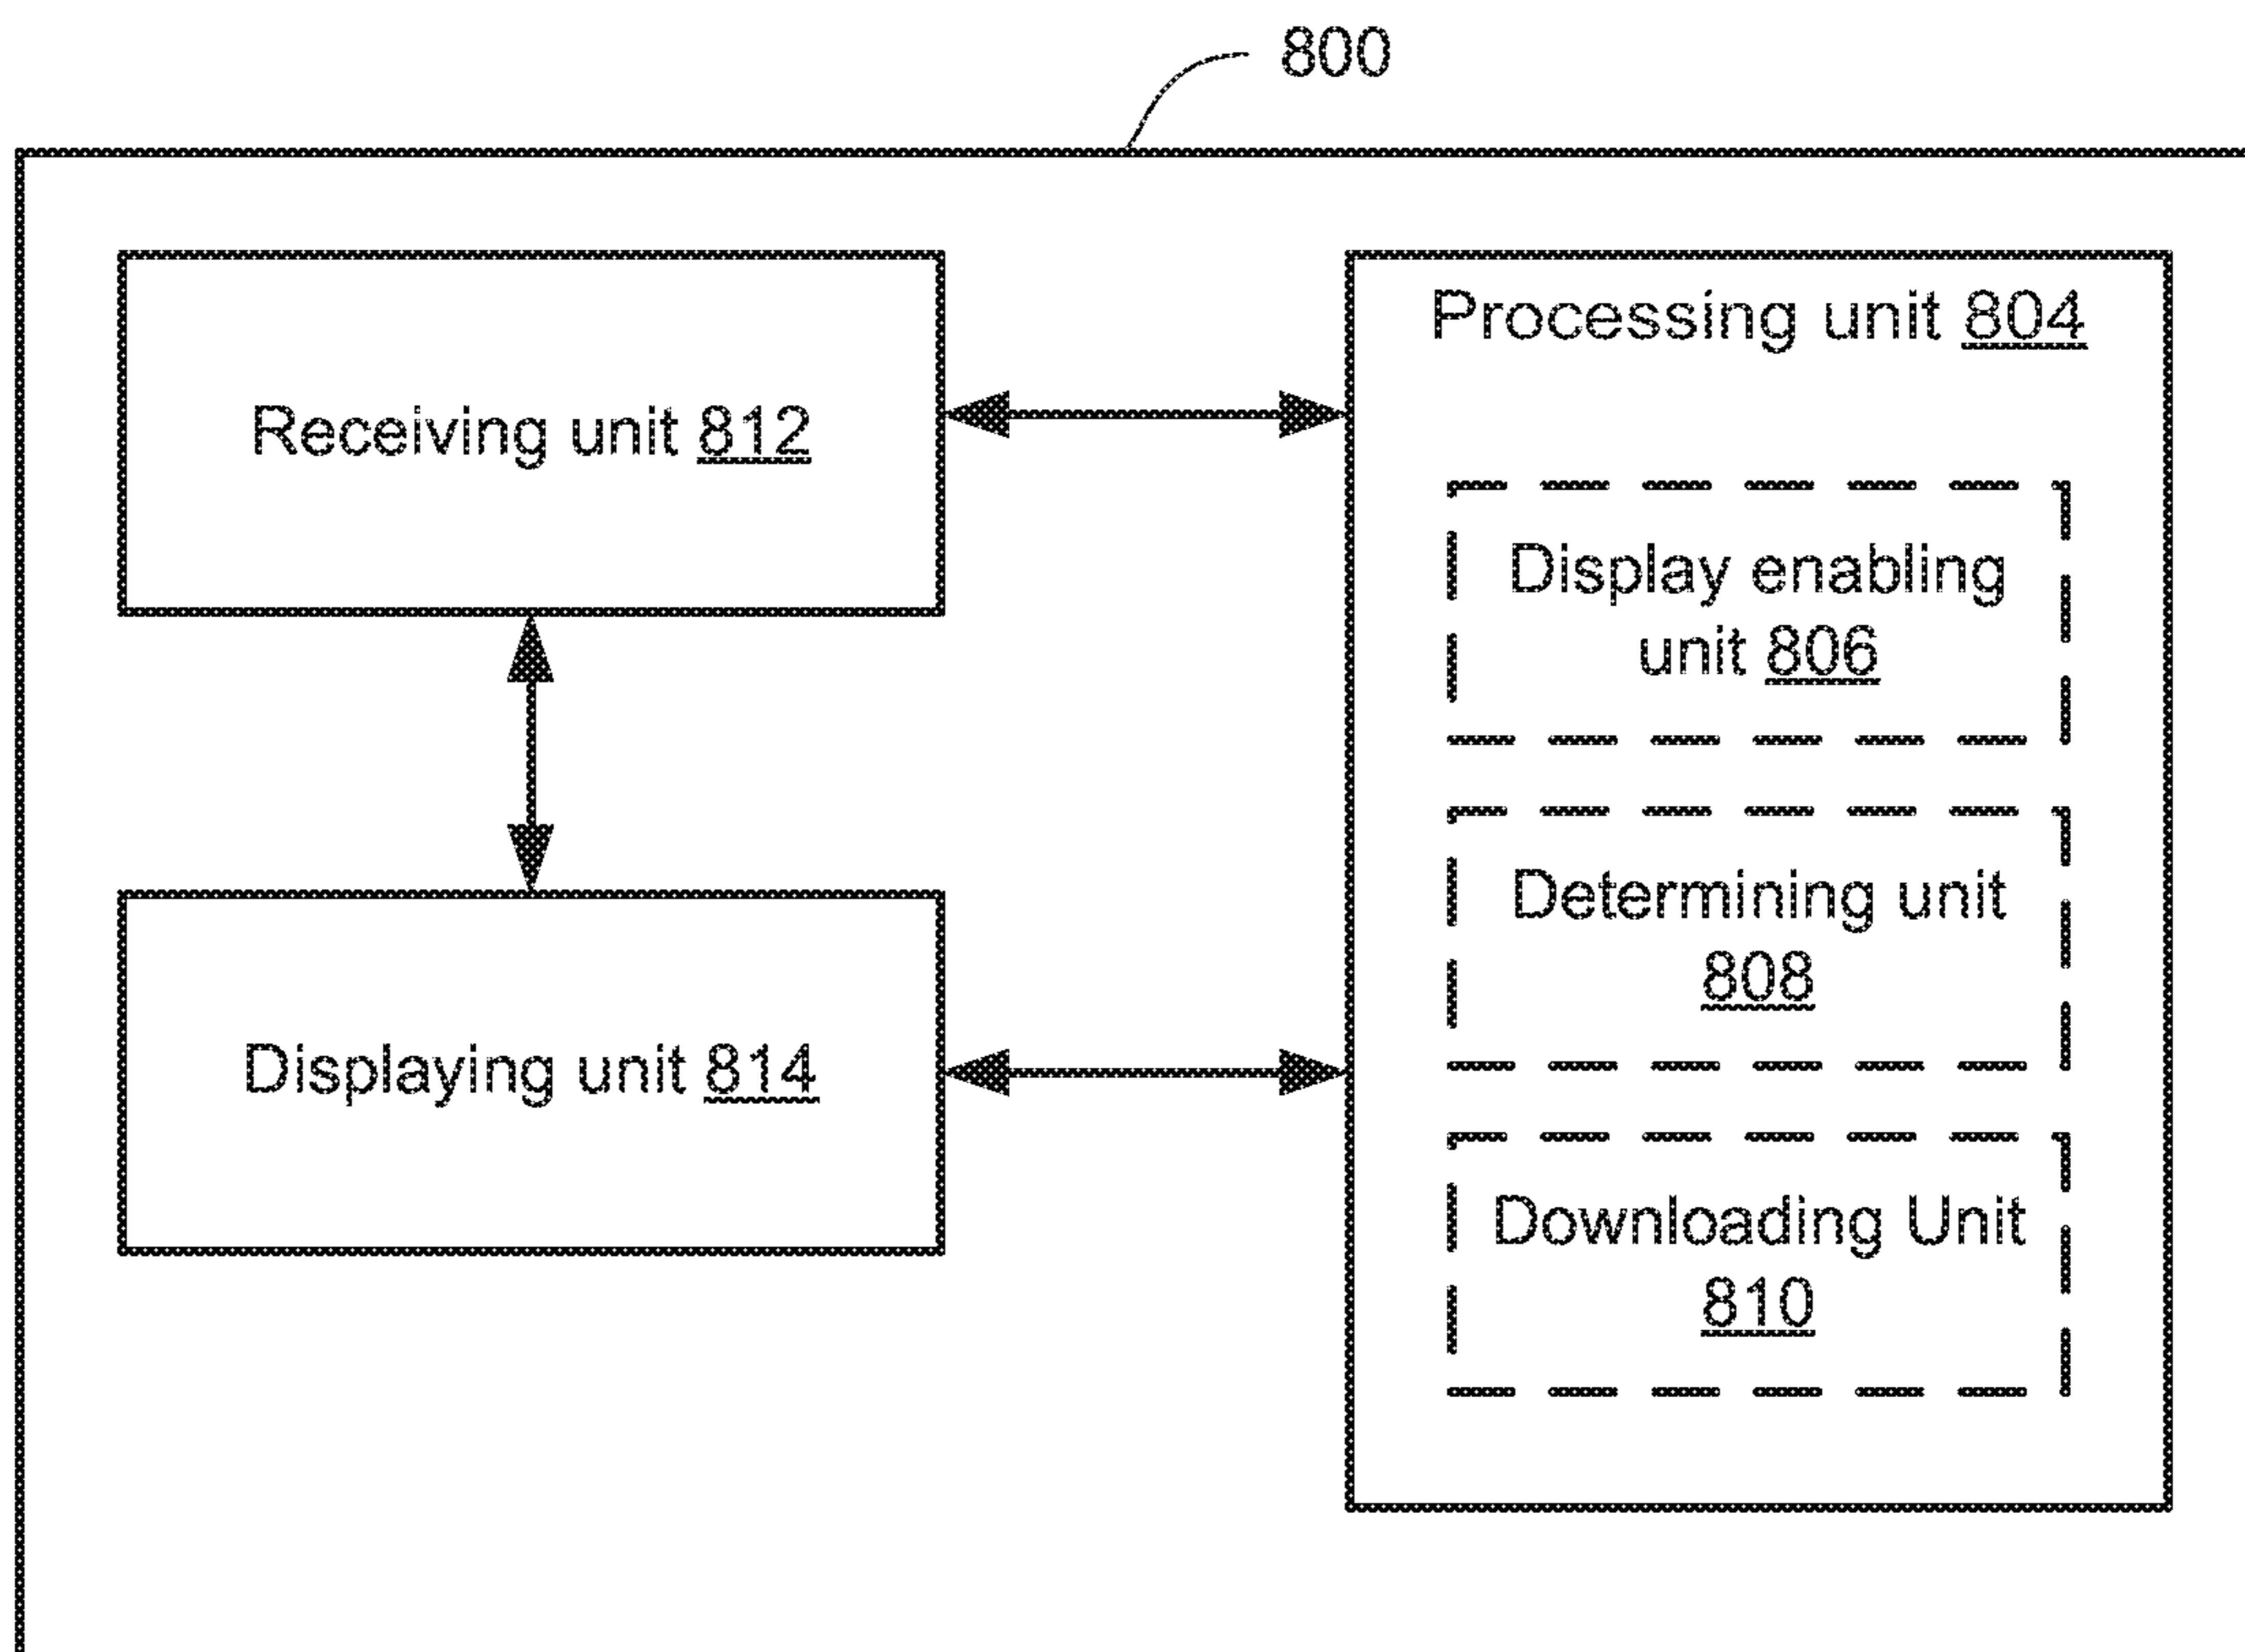 800
Receiving unit 812
Processing unit 804
Display enabling
unit 806
Determining unit
808
Displaying unit 814
Downloading Unit
810